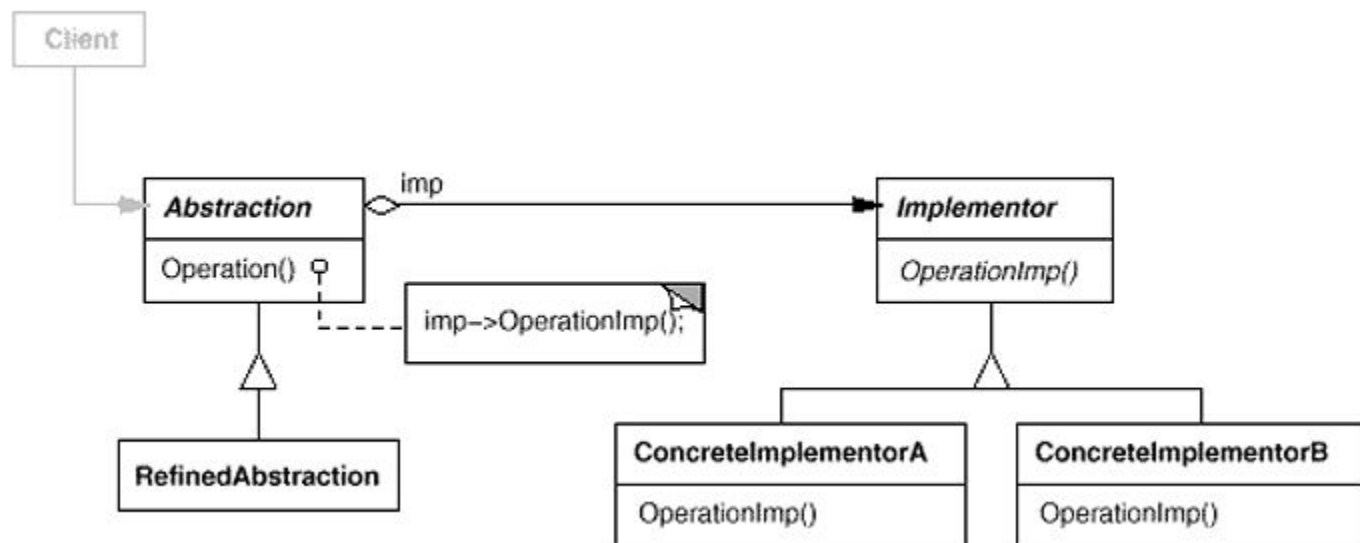 Client
imp
Abstraction
Implementor
Operation()
OperationImp()
imp->OperationImp();
RefinedAbstraction
ConcreteImplementorA
ConcreteImplementorB
OperationImp()
OperationImp()